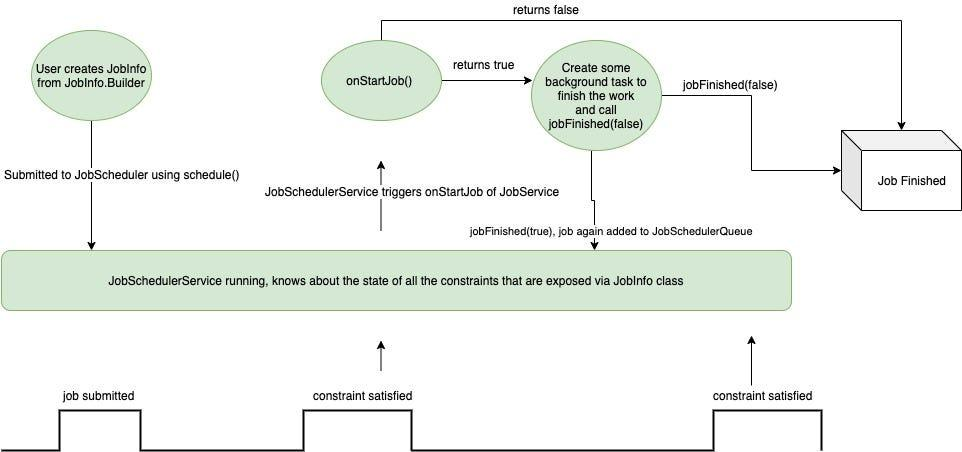 returns false
User creates JobInfo
from JobInfo.Builder
onStartJob()
returns true
Create some
background task to
finish the work
and call
jobFinished(false)
jobFinished(false)
Job Finished
Submitted to JobScheduler using schedule()
JobSchedulerService triggers onStartJob of JobService
jobFinished(true), job again added to JobSchedulerQueue
JobSchedulerService running, knows about the state of all the constraints that are exposed via JobInfo class
job submitted
constraint satisfied
constraint satisfied